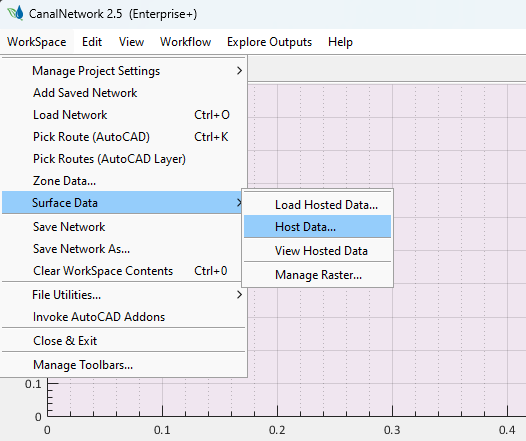 CanalNetwork 2.5 (Enterprise+)
WorkSpace Edit View Workflow Explore Outputs Help
Manage Project Settings
Add Saved Network
Load Network Ctrl+O
Pick Route (AutoCAD) Ctrl+K
Pick Routes (AutoCAD Layer)
Zone Data...
Surface Data
Load Hosted Data...
Host Data...
View Hosted Data
Manage Raster...
Save Network
Save Network As...
Clear WorkSpace Contents Ctrl+0
File Utilities...
Invoke AutoCAD Addons
Close & Exit
Manage Toolbars...
0.1
0
0 0.1 0.2 0.3 0.4